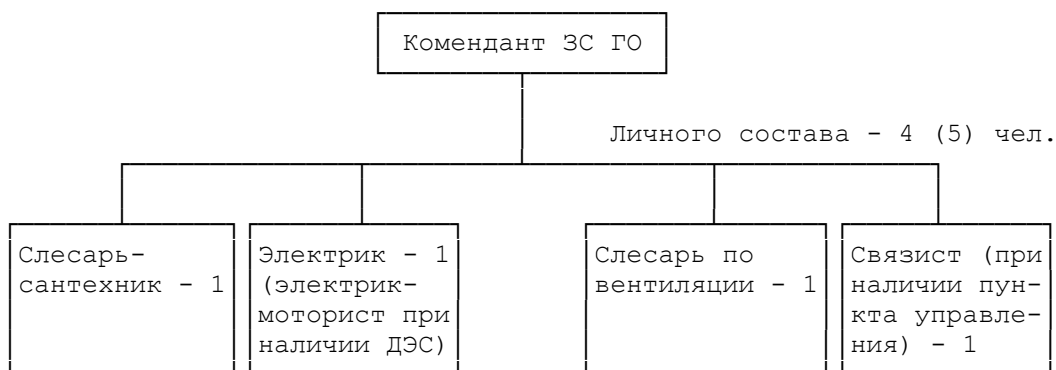 Комендант ЗС ГО
Личного состава - 4 (5) чел.
Слесарь-
сантехник - 1
Электрик - 1
(электрик-
моторист при
наличии ДЭС)
Слесарь по
вентиляции - 1
Связист (при
наличии пун-
кта управле-
ния) - 1